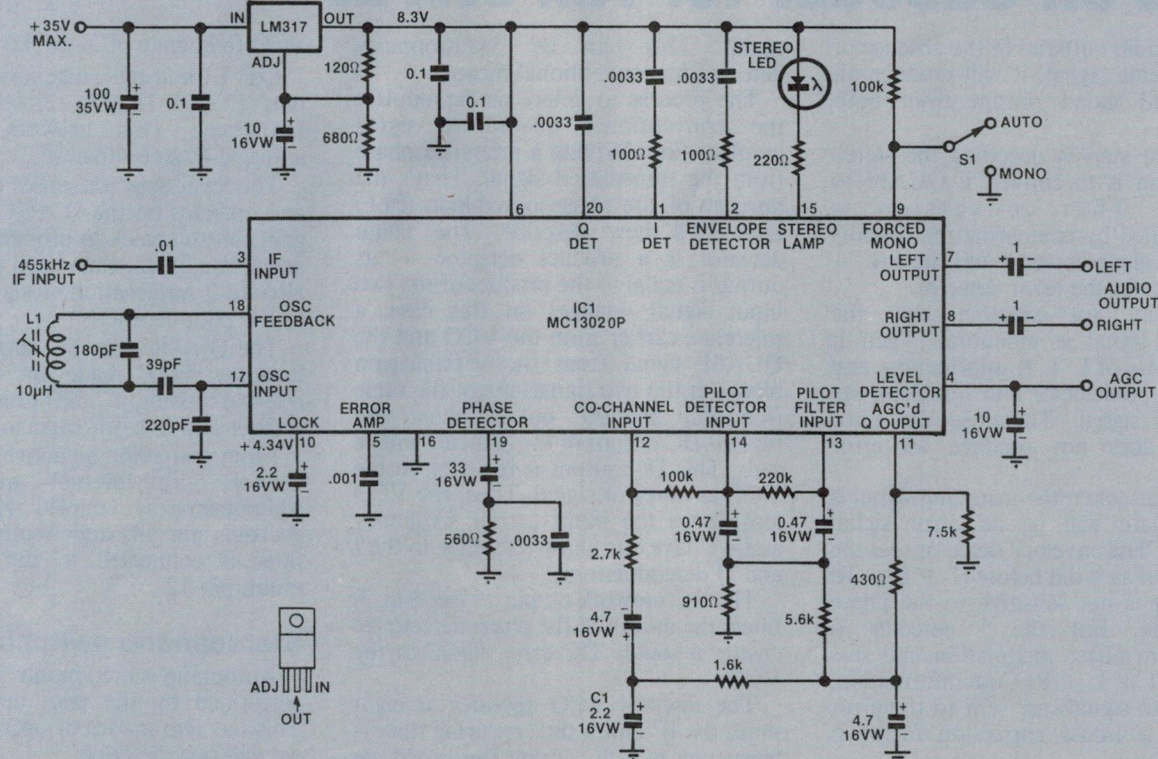 +35V
MAX.
IN
LM317
OUT
ADJ
8.3V
100
35VW
0.1
10
16VW
120Ω
680Ω
0.1
0.1
.0033
.0033
100Ω
.0033
100Ω
STEREO
LED
λ
220Ω
100k
AUTO
S1
MONO
6
20
Q
DET
1
I
DET
2
ENVELOPE
DETECTOR
15
STEREO
LAMP
9
FORCED
MONO
455kHz
IF INPUT
.01
3
IF
INPUT
L1
10μH
180pF
39pF
220pF
18
OSC
FEEDBACK
17
OSC
INPUT
IC1
MC13020P
LEFT
OUTPUT
7
1
LEFT
AUDIO
OUTPUT
RIGHT
OUTPUT
8
1
RIGHT
LEVEL
DETECTOR
4
AGC
OUTPUT
10
16VW
LOCK
+4.34V
10
2.2
16VW
ERROR
AMP
5
.001
16
PHASE
DETECTOR
19
33
16VW
560Ω
.0033
CO-CHANNEL
INPUT
12
PILOT
DETECTOR
INPUT
14
PILOT
FILTER
INPUT
13
AGC'd
Q OUPUT
11
100k
220k
2.7k
0.47
16VW
0.47
16VW
7.5k
430Ω
910Ω
5.6k
4.7
16VW
1.6k
C1
2.2
16VW
4.7
16VW
ADJ
IN
OUT